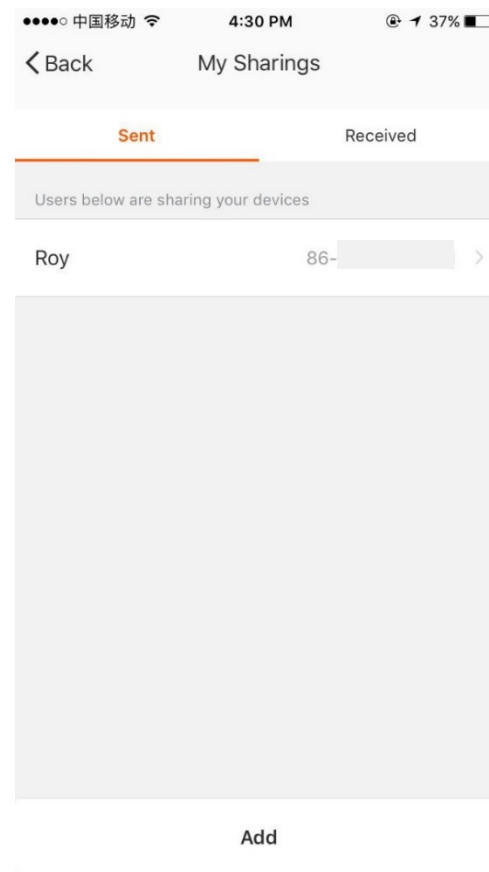 中国移动 4:30 PM 37%
Back My Sharings
Sent Received
Users below are sharing your devices
Roy 86-
Add